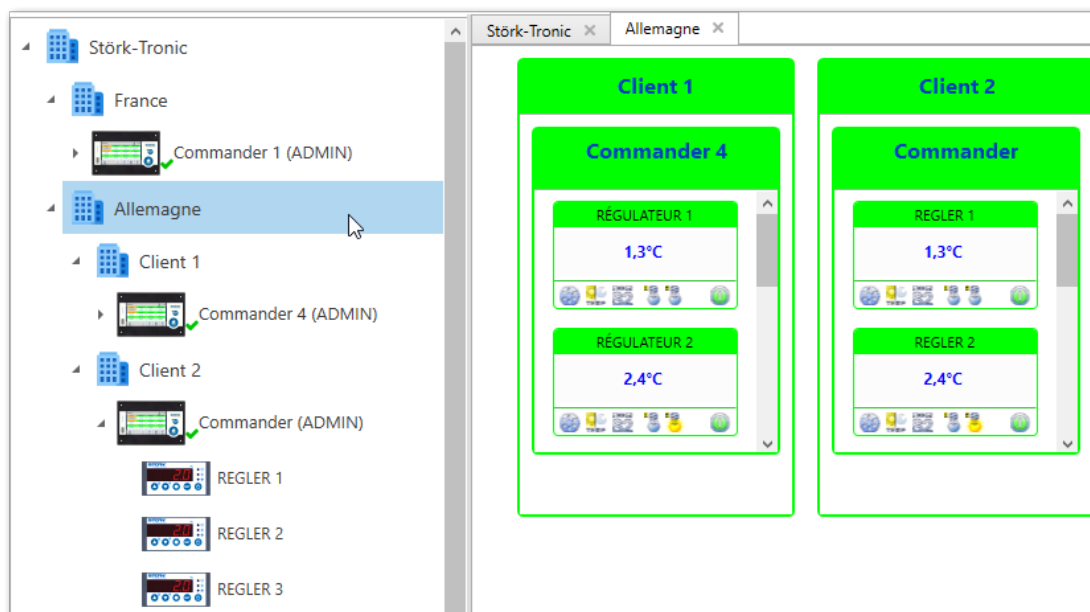 Störk-Tronic
France
Commander 1 (ADMIN)
Allemagne
Client 1
Commander 4 (ADMIN)
Client 2
Commander (ADMIN)
REGLER 1
REGLER 2
REGLER 3
Störk-Tronic
Allemagne
Client 1
Commander 4
RÉGULATEUR 1
1,3°C
RÉGULATEUR 2
2,4°C
Client 2
Commander
REGLER 1
1,3°C
REGLER 2
2,4°C